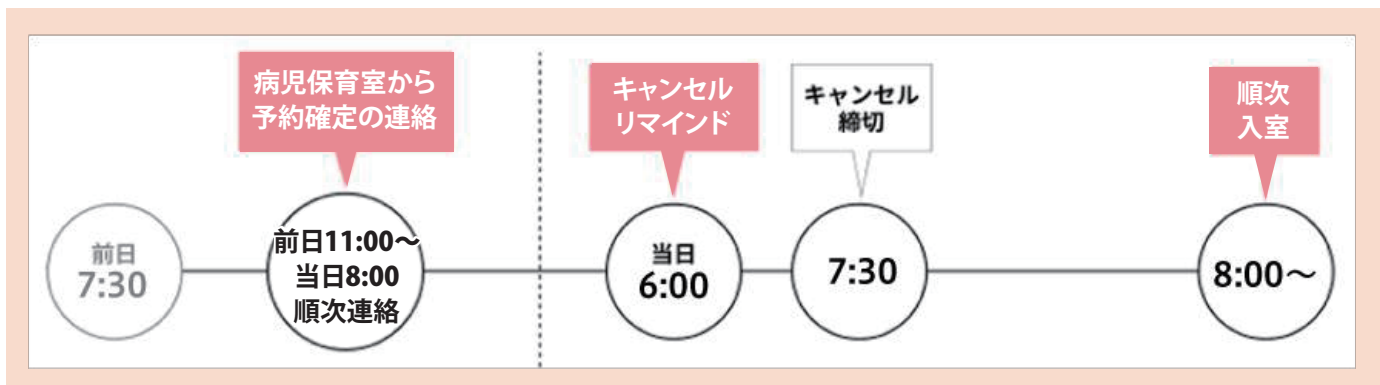 病児保育室から
予約確定の連絡
キャンセル
リマインド
キャンセル
締切
順次
入室
前日
7:30
前日11:00～
当日8:00
順次連絡
当日
6:00
7:30
8:00～